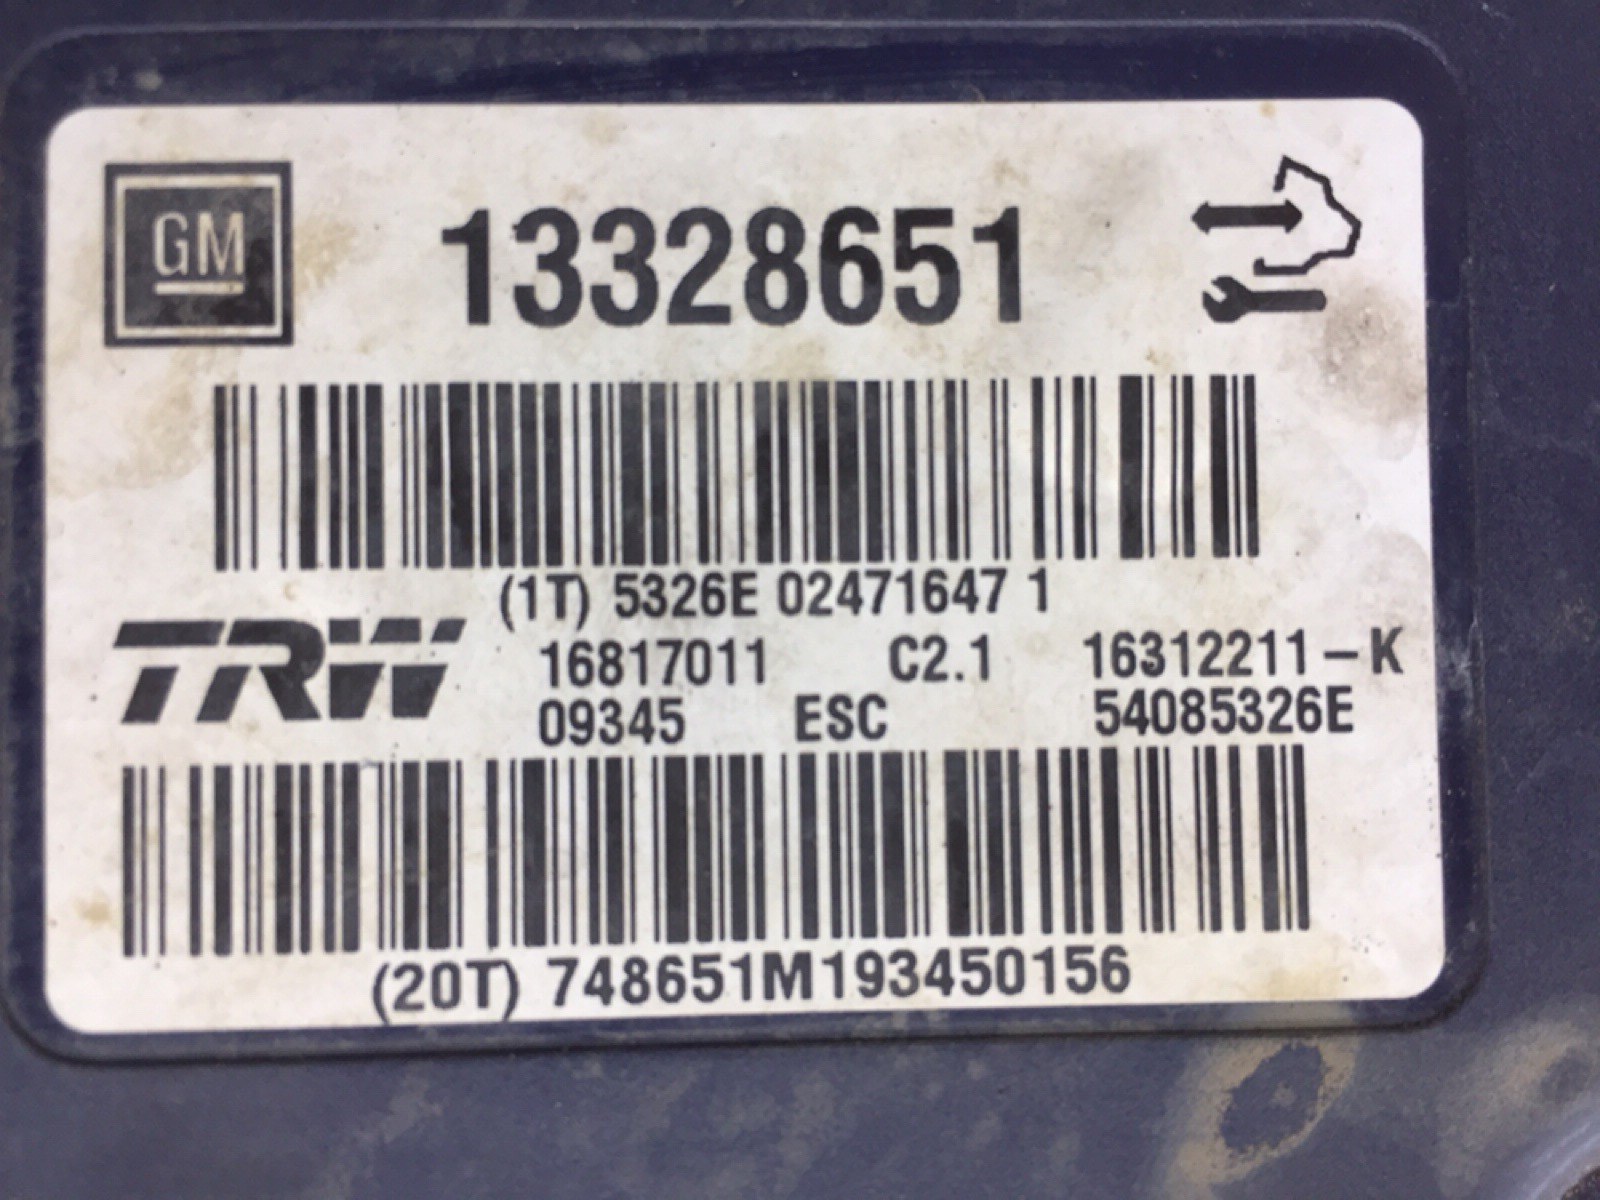 GM
13328651
(1T) 5326E 02471647 1
TRW
16817011 C2.1 16312211-K
09345 ESC 54085326E
(20T) 748651M193450156